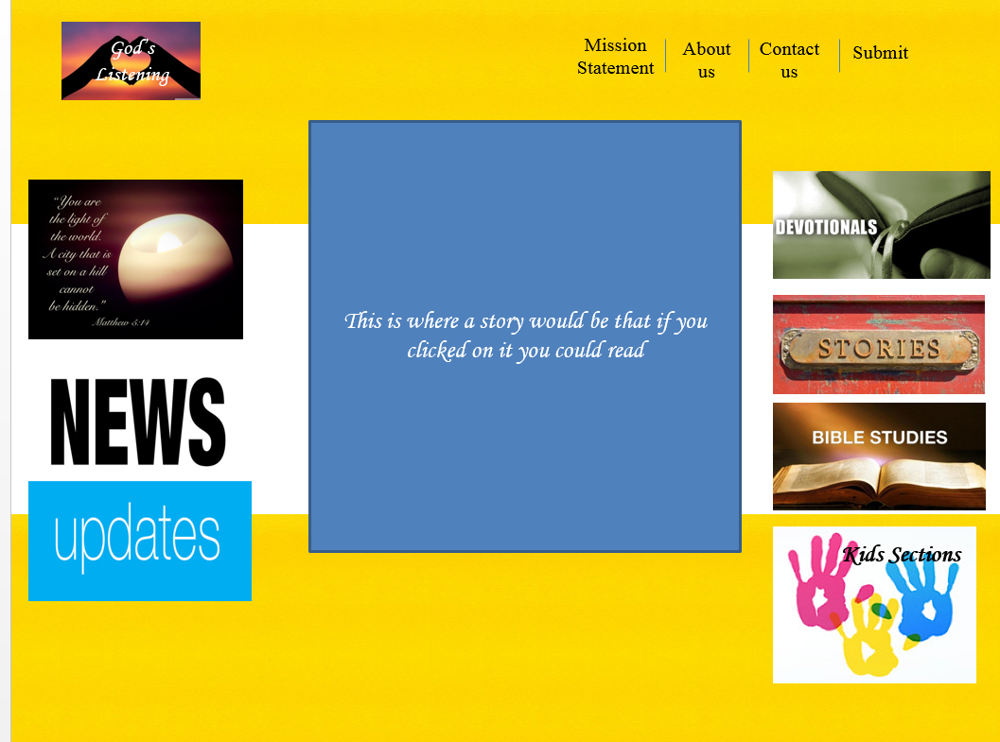 God's
Listening
Mission
Statement
About
us
Contact
us
Submit
"You are
the light of
the world.
A city that is
set on a hill
cannot
be hidden."
Matthew 5:14
NEWS
updates
This is where a story would be that if you
clicked on it you could read
DEVOTIONALS
STORIES
BIBLE STUDIES
Kids Sections